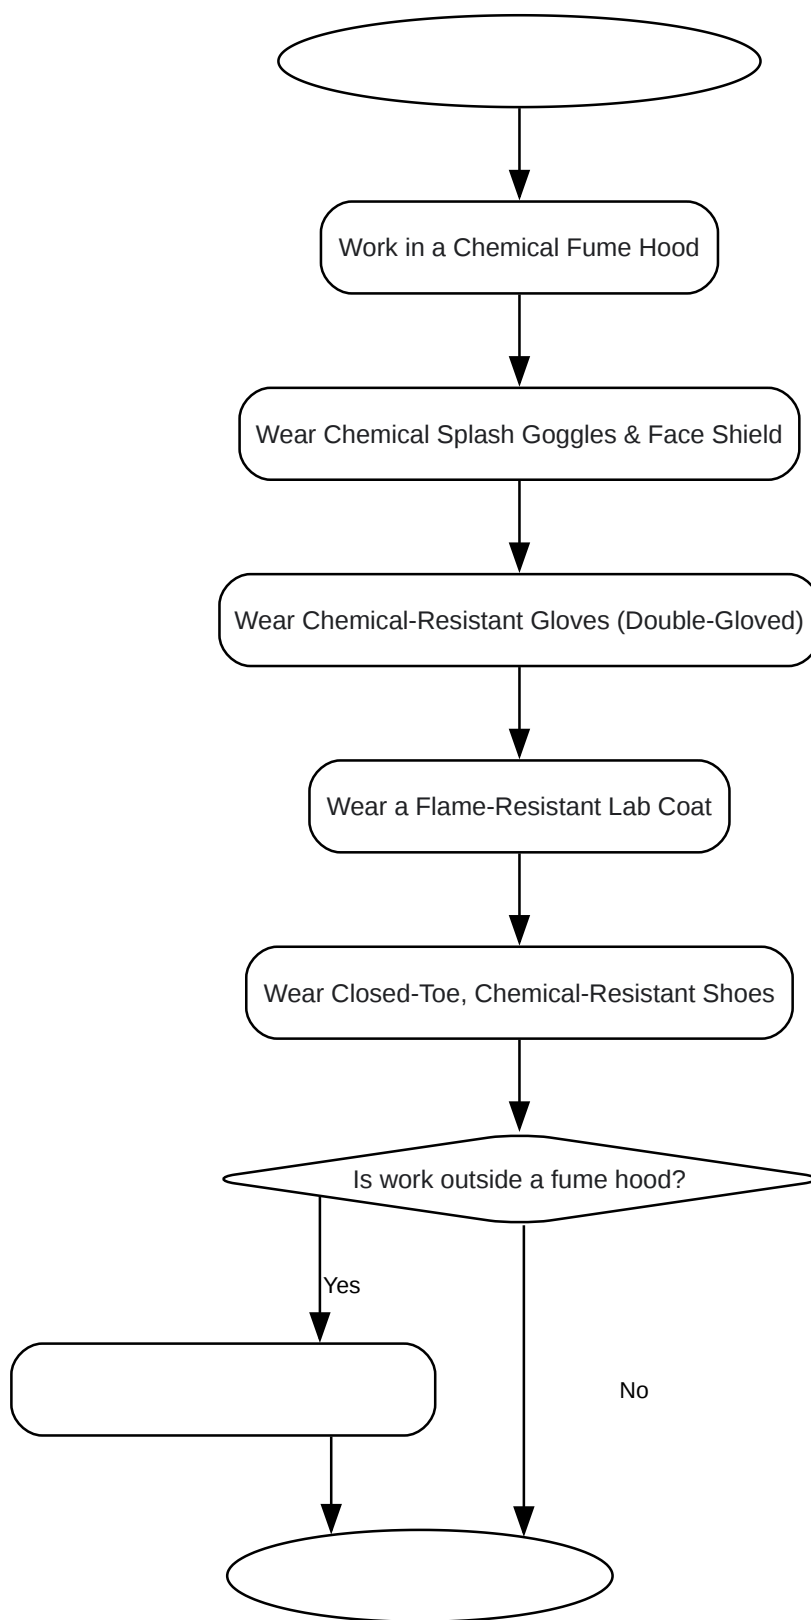 Work in a Chemical Fume Hood
Wear Chemical Splash Goggles & Face Shield
Wear Chemical-Resistant Gloves (Double-Gloved)
Wear a Flame-Resistant Lab Coat
Wear Closed-Toe, Chemical-Resistant Shoes
Is work outside a fume hood?
Yes
No